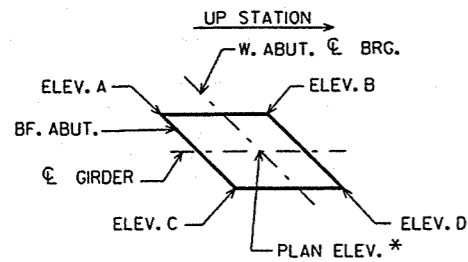 UP STATION
W. ABUT. ℄ BRG.
ELEV. A
ELEV. B
BF. ABUT.
℄ GIRDER
ELEV. C
ELEV. D
PLAN ELEV. *